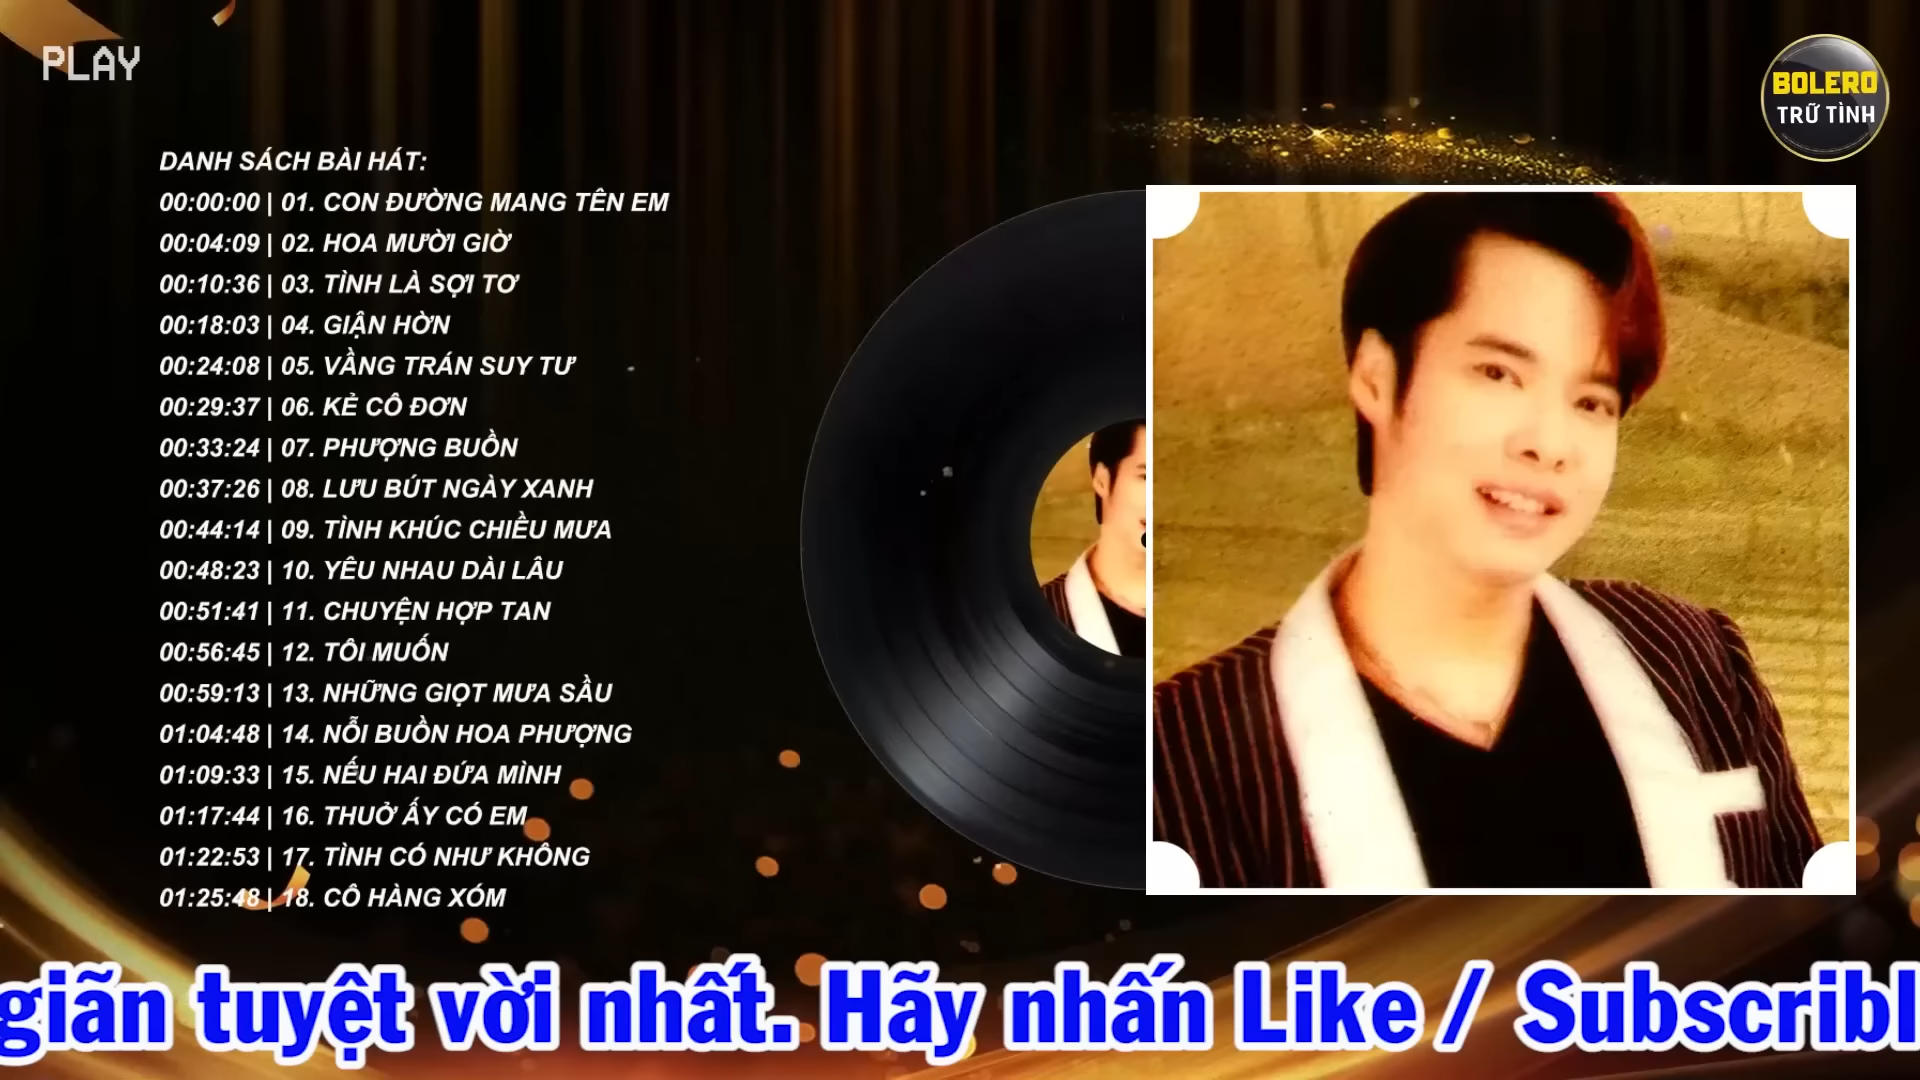 PLAY
BOLERO
TRỮ TÌNH
DANH SÁCH BÀI HÁT:
00:00:00 | 01. CON ĐƯỜNG MANG TÊN EM
00:04:09 | 02. HOA MƯỜI GIỜ
00:10:36 | 03. TÌNH LÀ SỢI TƠ
00:18:03 | 04. GIẬN HỜN
00:24:08 | 05. VẦNG TRÁN SUY TƯ
00:29:37 | 06. KẺ CÔ ĐƠN
00:33:24 | 07. PHƯỢNG BUỒN
00:37:26 | 08. LƯU BÚT NGÀY XANH
00:44:14 | 09. TÌNH KHÚC CHIỀU MƯA
00:48:23 | 10. YÊU NHAU DÀI LÂU
00:51:41 | 11. CHUYỆN HỢP TAN
00:56:45 | 12. TÔI MUỐN
00:59:13 | 13. NHỮNG GIỌT MƯA SẦU
01:04:48 | 14. NỖI BUỒN HOA PHƯỢNG
01:09:33 | 15. NẾU HAI ĐỨA MÌNH
01:17:44 | 16. THUỞ ẤY CÓ EM
01:22:53 | 17. TÌNH CÓ NHƯ KHÔNG
01:25:48 | 18. CÔ HÀNG XÓM
giãn tuyệt vời nhất. Hãy nhấn Like / Subscribl